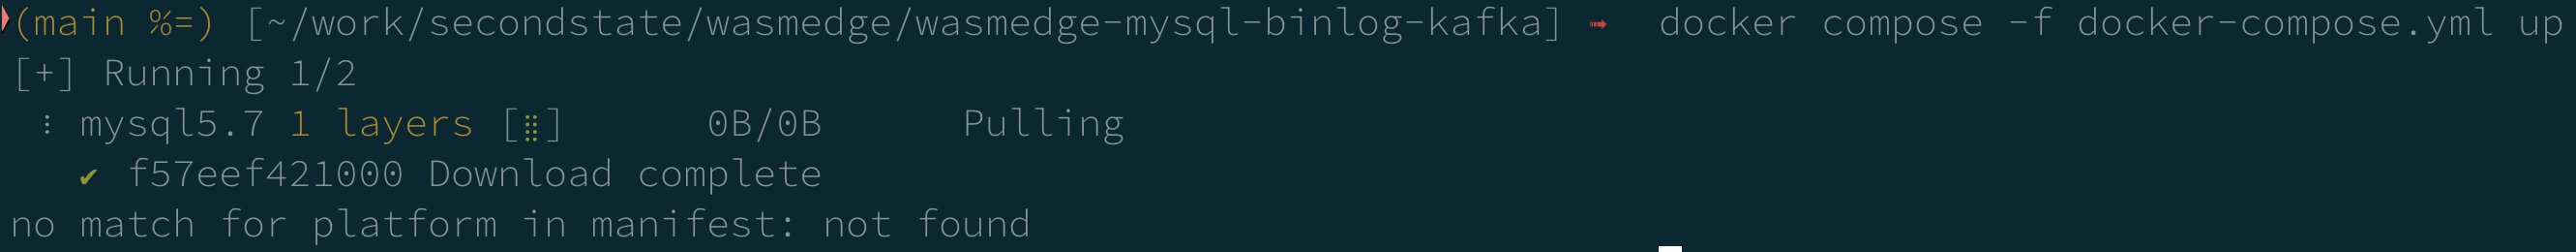 (main %=) [~/work/secondstate/wasmedge/wasmedge-mysql-binlog-kafka] ➟ docker compose -f docker-compose.yml up
[+] Running 1/2
⠸ mysql5.7 1 layers [⣿] 0B/0B Pulling
✔ f57eef421000 Download complete
no match for platform in manifest: not found